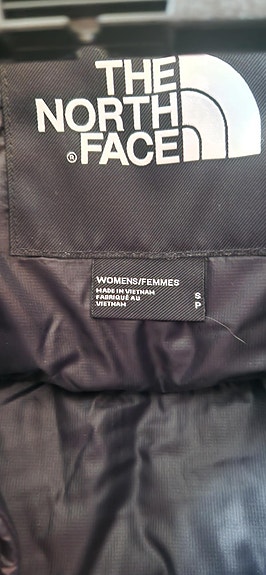 THE
NORTH
® FACE
WOMENS/FEMMES
MADE IN VIETNAM
FABRIQUÉ AU
VIETNAM
S
P